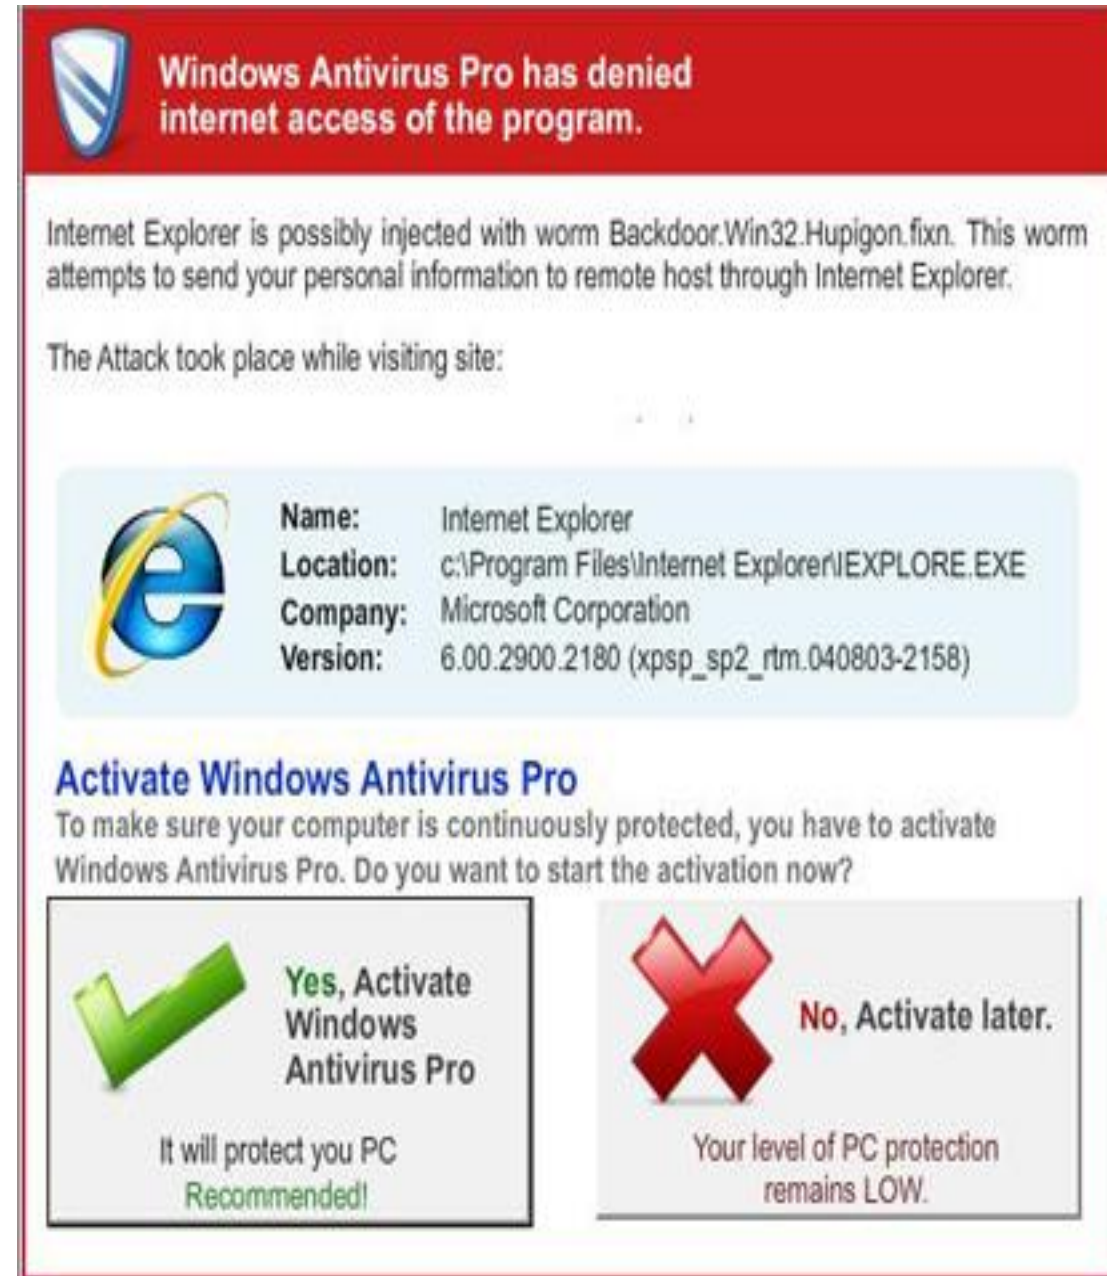 Windows Antivirus Pro has denied
internet access of the program.
Internet Explorer is possibly injected with worm Backdoor.Win32.Hupigon.fixn. This worm
attempts to send your personal information to remote host through Internet Explorer.
The Attack took place while visiting site:
Name: Internet Explorer
Location: c:\Program Files\Internet Explorer\IEXPLORE.EXE
Company: Microsoft Corporation
Version: 6.00.2900.2180 (xpsp_sp2_rtm.040803-2158)
Activate Windows Antivirus Pro
To make sure your computer is continuously protected, you have to activate
Windows Antivirus Pro. Do you want to start the activation now?
Yes, Activate
Windows
Antivirus Pro
It will protect you PC
Recommended!
No, Activate later.
Your level of PC protection
remains LOW.